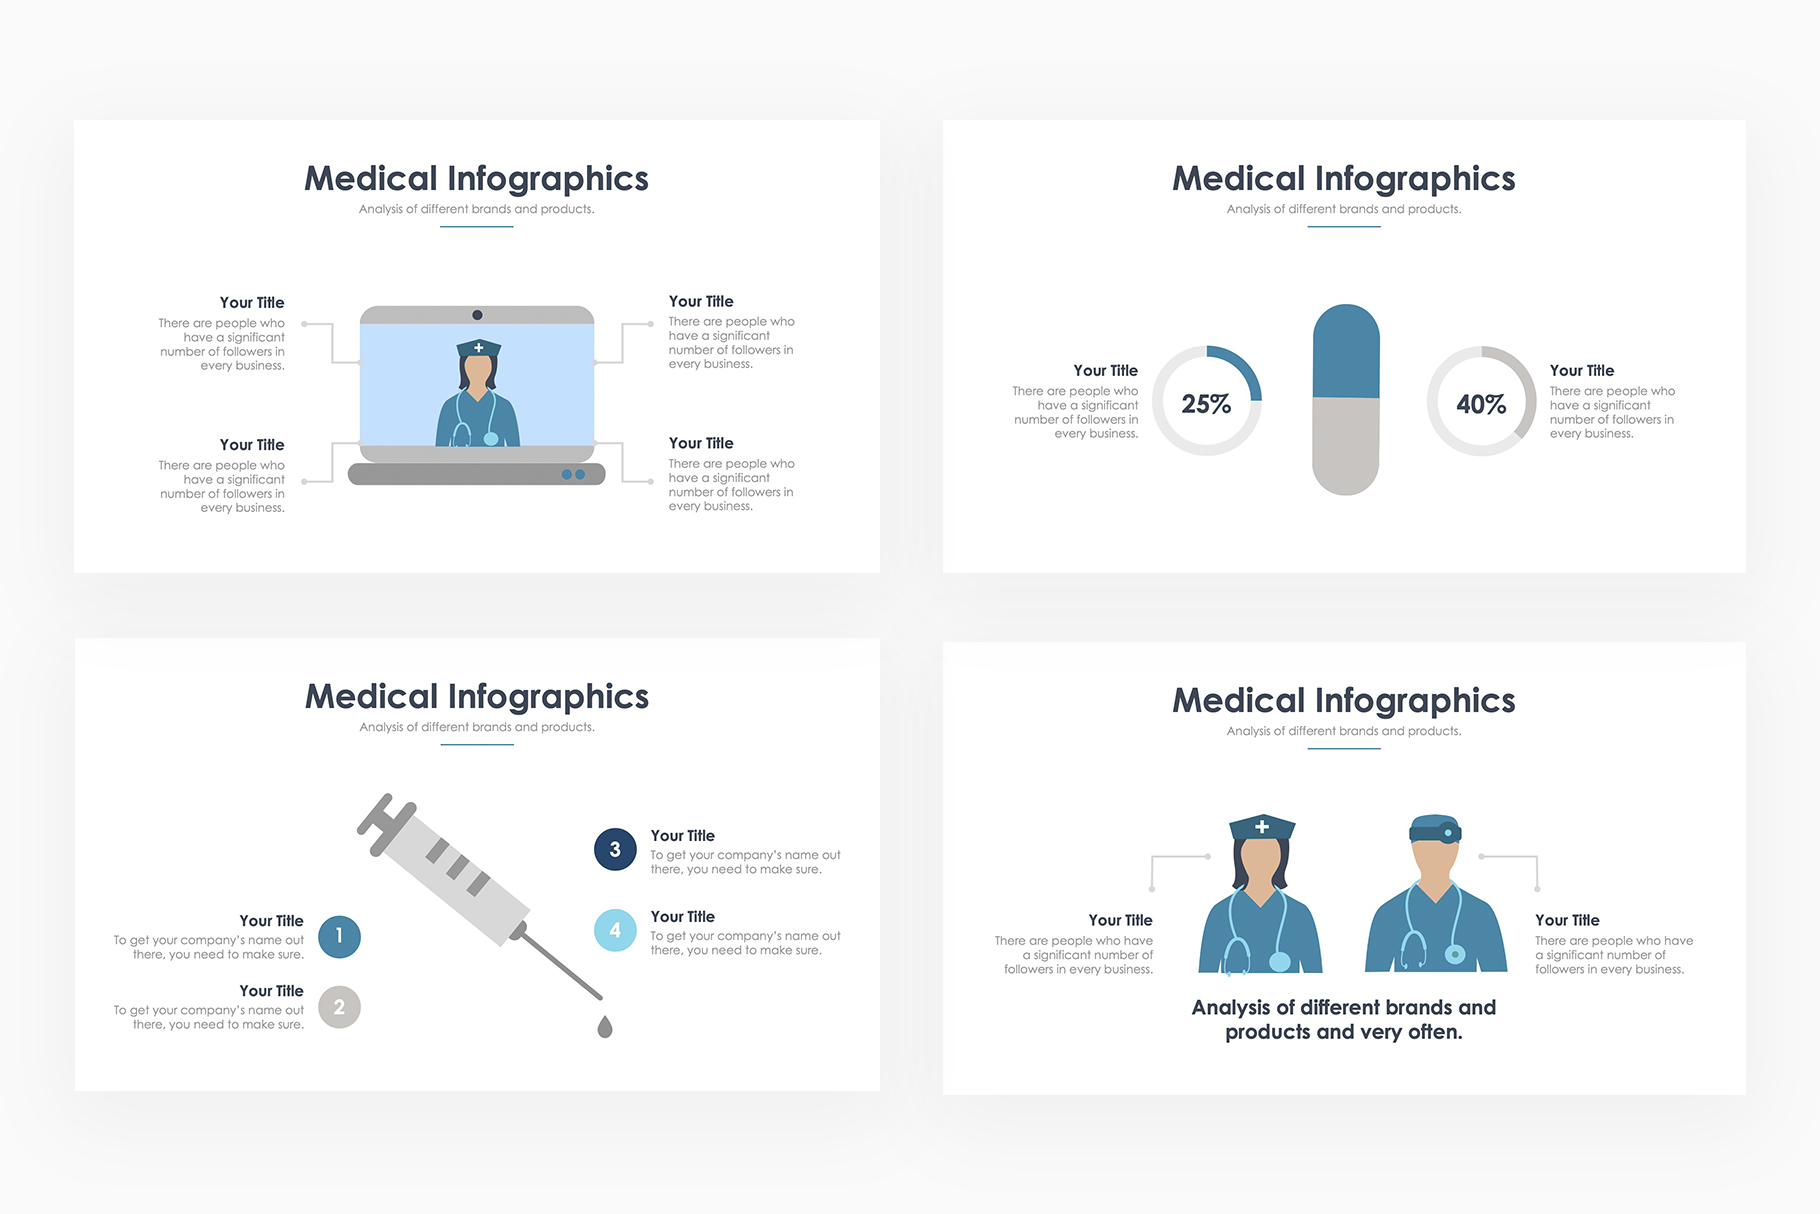 Medical Infographics
Analysis of different brands and products.
Your Title
There are people who
have a significant
number of followers in
every business.
Your Title
There are people who
have a significant
number of followers in
every business.
Your Title
There are people who
have a significant
number of followers in
every business.
Your Title
There are people who
have a significant
number of followers in
every business.
Medical Infographics
Analysis of different brands and products.
Your Title
There are people who
have a significant
number of followers in
every business.
25%
40%
Your Title
There are people who
have a significant
number of followers in
every business.
Medical Infographics
Analysis of different brands and products.
Your Title
To get your company's name out
there, you need to make sure.
1
Your Title
To get your company's name out
there, you need to make sure.
2
3
Your Title
To get your company's name out
there, you need to make sure.
4
Your Title
To get your company's name out
there, you need to make sure.
Medical Infographics
Analysis of different brands and products.
Your Title
There are people who have
a significant number of
followers in every business.
Your Title
There are people who have
a significant number of
followers in every business.
Analysis of different brands and
products and very often.